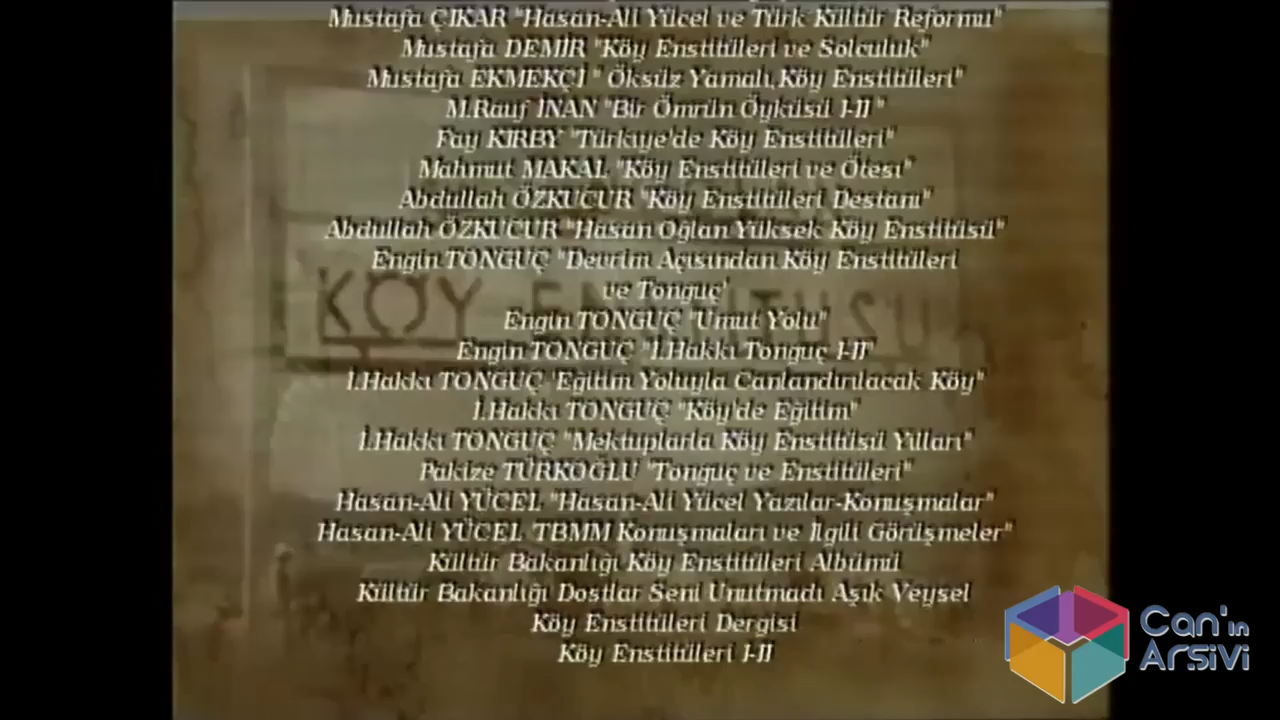 Mustafa ÇIKAR "Hasan-Ali Yücel ve Türk Kültür Reformu"
Mustafa DEMİR "Köy Enstitüleri ve Solculuk"
Mustafa EKMEKÇİ " Öksüz Yamalı,Köy Enstitüleri"
M.Rauf İNAN "Bir Ömrün Öyküsü I-II "
Fay KIRBY "Türkiye'de Köy Enstitüleri"
Mahmut MAKAL "Köy Enstitüleri ve Ötesi"
Abdullah ÖZKUCUR "Köy Enstitüleri Destanı"
Abdullah ÖZKUCUR "Hasan Oğlan Yüksek Köy Enstitüsü"
Engin TONGUÇ "Devrim Açısından Köy Enstitüleri
ve Tonguç"
Engin TONGUÇ "Umut Yolu"
Engin TONGUÇ "İ.Hakkı Tonguç I-II"
İ.Hakkı TONGUÇ "Eğitim Yoluyla Canlandırılacak Köy"
İ.Hakkı TONGUÇ "Köy'de Eğitim"
İ.Hakkı TONGUÇ "Mektuplarla Köy Enstitüsü Yılları"
Pakize TÜRKOĞLU "Tonguç ve Enstitüleri"
Hasan-Ali YÜCEL "Hasan-Ali Yücel Yazılar-Konuşmalar"
Hasan-Ali YÜCEL "TBMM Konuşmaları ve İlgili Görüşmeler"
Kültür Bakanlığı Köy Enstitüleri Albümü
Kültür Bakanlığı Dostlar Seni Unutmadı Aşık Veysel
Köy Enstitüleri Dergisi
Köy Enstitüleri I-II
KÖY ENSTİTÜSÜ
Can'ın
Arşivi